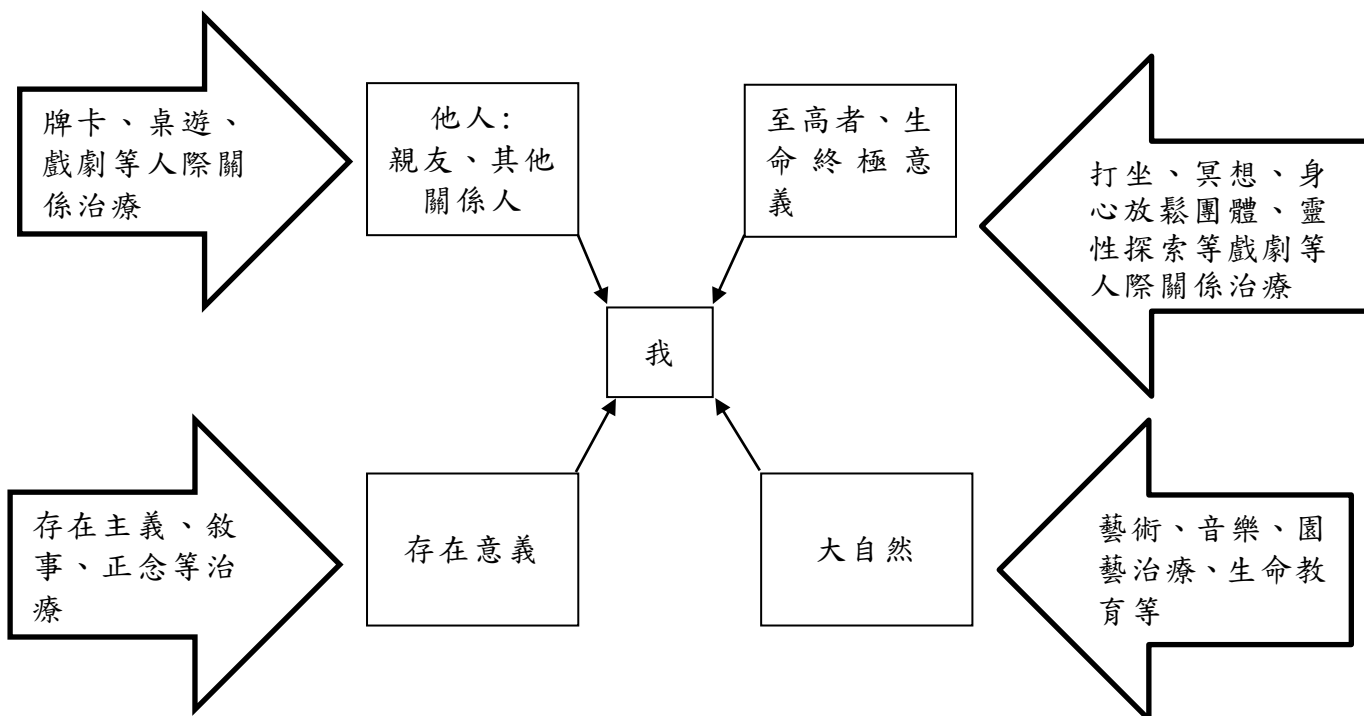 牌卡、桌遊、
戲劇等人際關
係治療
他人:
親友、其他
關係人
至高者、生
命終極意
義
打坐、冥想、身
心放鬆團體、靈
性探索等戲劇等
人際關係治療
我
存在主義、敘
事、正念等治
療
存在意義
大自然
藝術、音樂、園
藝治療、生命教
育等